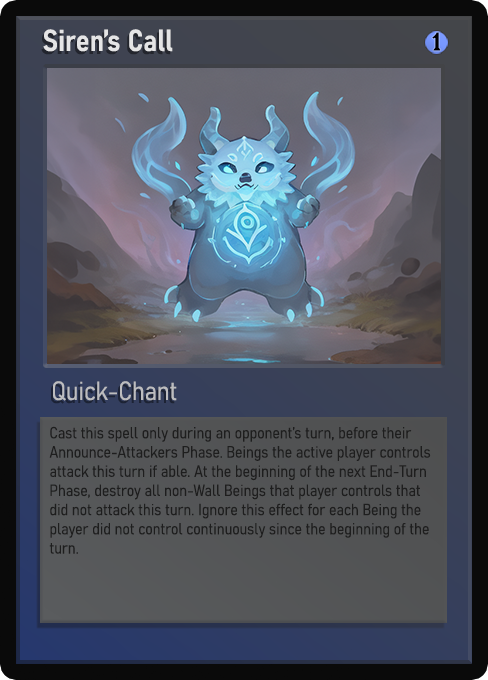 Siren's Call
1
Quick-Chant
Cast this spell only during an opponent's turn, before their
Announce-Attackers Phase. Beings the active player controls
attack this turn if able. At the beginning of the next End-Turn
Phase, destroy all non-Wall Beings that player controls that
did not attack this turn. Ignore this effect for each Being the
player did not control continuously since the beginning of the
turn.